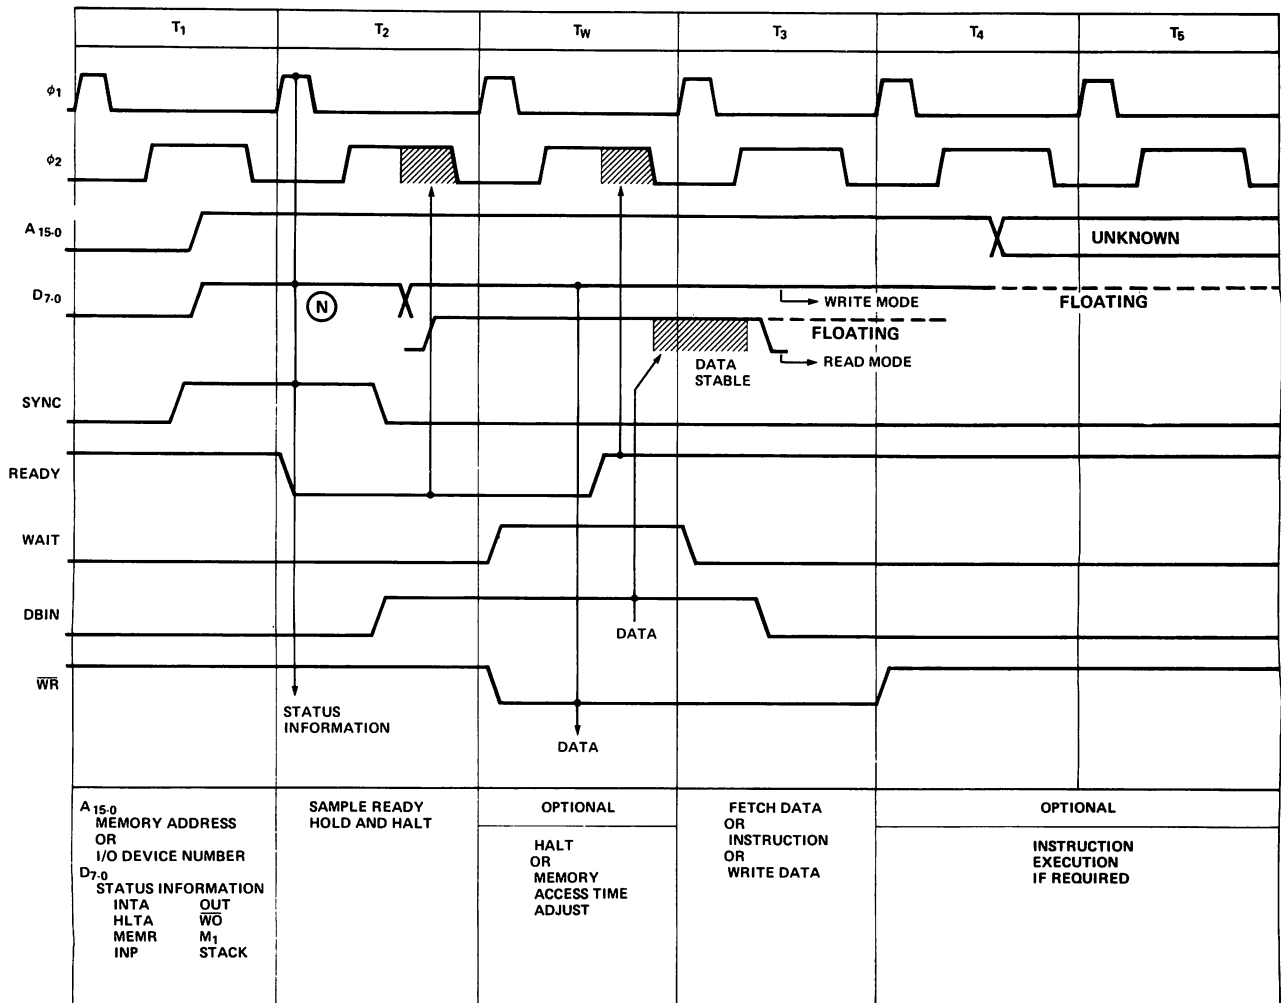 T1 T2 TW T3 T4 T5
φ1
φ2
A15-0
UNKNOWN
D7-0
N
WRITE MODE
FLOATING
FLOATING
READ MODE
DATA
STABLE
SYNC
READY
WAIT
DBIN
DATA
WR
STATUS
INFORMATION
DATA
A15-0
MEMORY ADDRESS
OR
I/O DEVICE NUMBER
D7-0
STATUS INFORMATION
INTA OUT
HLTA WO
MEMR M1
INP STACK
SAMPLE READY
HOLD AND HALT
OPTIONAL
HALT
OR
MEMORY
ACCESS TIME
ADJUST
FETCH DATA
OR
INSTRUCTION
OR
WRITE DATA
OPTIONAL
INSTRUCTION
EXECUTION
IF REQUIRED